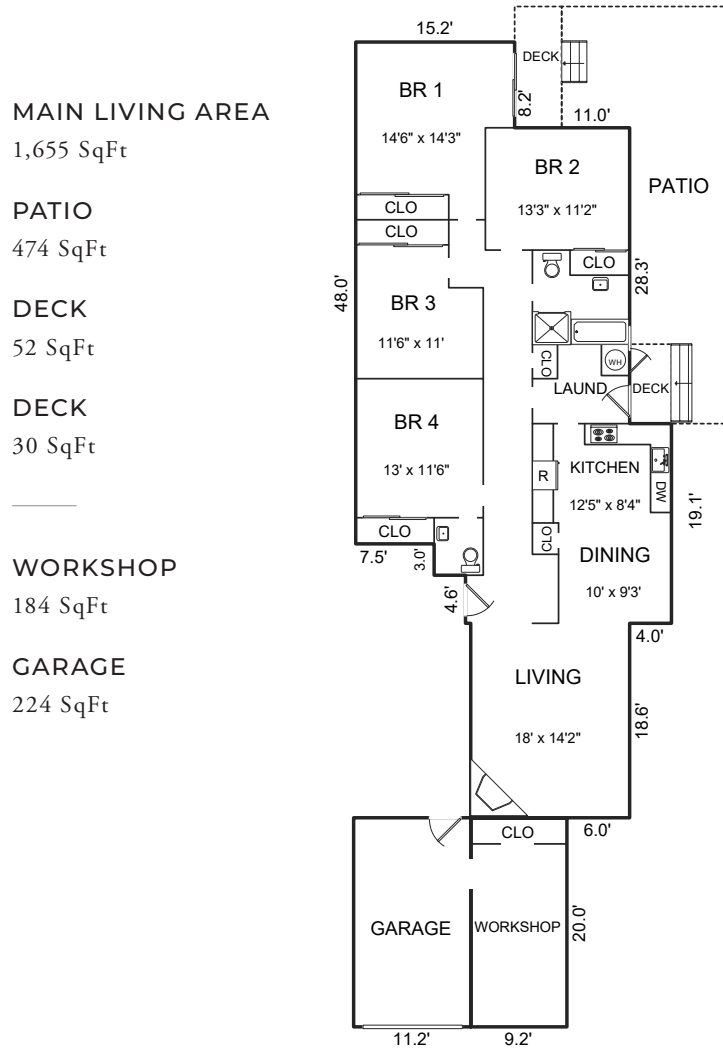 MAIN LIVING AREA
1,655 SqFt
PATIO
474 SqFt
DECK
52 SqFt
DECK
30 SqFt
WORKSHOP
184 SqFt
GARAGE
224 SqFt
15.2'
DECK
BR 1
8.2'
11.0'
14'6" x 14'3"
BR 2
PATIO
13'3" x 11'2"
CLO
CLO
CLO
48.0'
28.3'
BR 3
11'6" x 11'
CLO
WH
LAUND
DECK
BR 4
R
KITCHEN
13' x 11'6"
12'5" x 8'4"
DW
19.1'
CLO
CLO
DINING
7.5'
3.0'
10' x 9'3'
4.6'
4.0'
LIVING
18.6'
18' x 14'2"
CLO
6.0'
GARAGE
WORKSHOP
20.0'
11.2'
9.2'